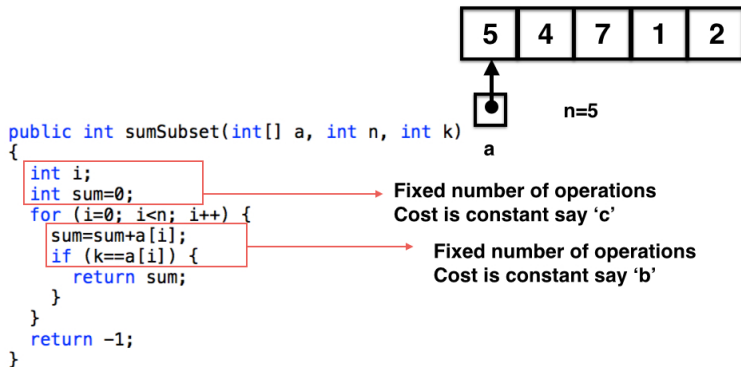 5 4 7 1 2
n=5
a
public int sumSubset(int[] a, int n, int k)
{
int i;
int sum=0;
for (i=0; i<n; i++) {
sum=sum+a[i];
if (k==a[i]) {
return sum;
}
}
return -1;
}
Fixed number of operations
Cost is constant say ‘c’
Fixed number of operations
Cost is constant say ‘b’